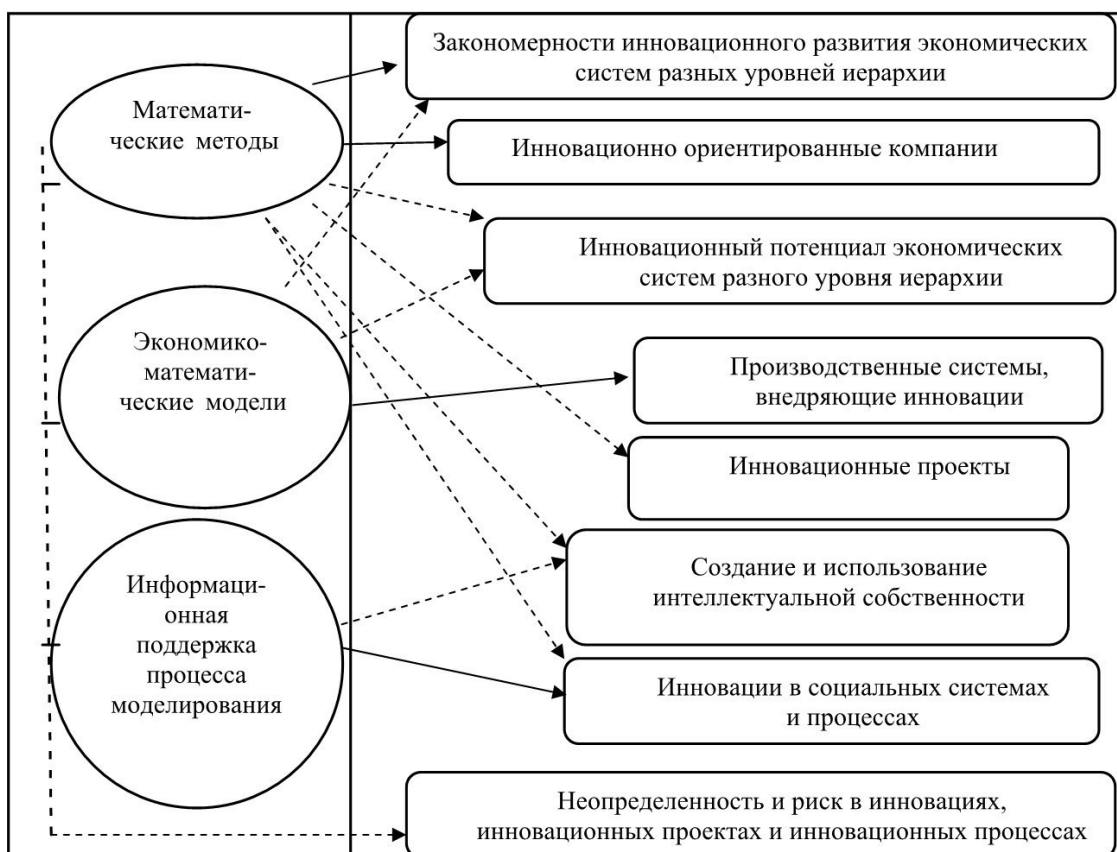 Математи-
ческие методы
Экономико-
математи-
ческие модели
Информаци-
онная
поддержка
процесса
моделирования
Закономерности инновационного развития экономических
систем разных уровней иерархии
Инновационно ориентированные компании
Инновационный потенциал экономических
систем разного уровня иерархии
Производственные системы,
внедряющие инновации
Инновационные проекты
Создание и использование
интеллектуальной собственности
Инновации в социальных системах
и процессах
Неопределенность и риск в инновациях,
инновационных проектах и инновационных процессах